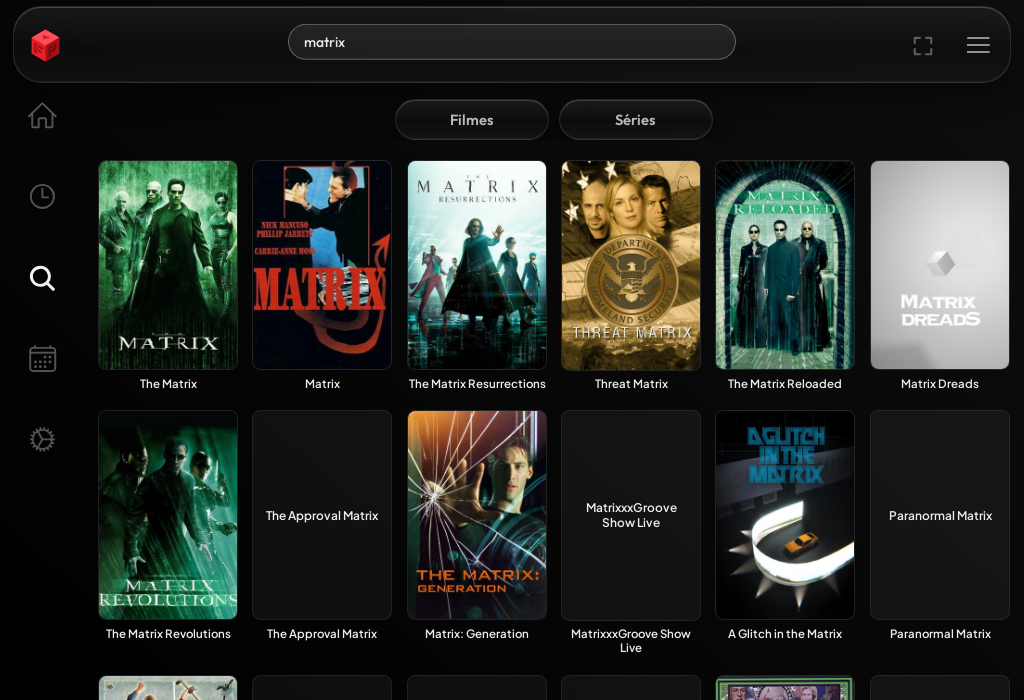 matrix
Filmes
Séries
MATRIX
NICK MANCUSO
PHILLIP JARRETT
CARRIE-ANNE MOSS
MATRIX
THE
MATRIX
RESURRECTIONS
DEPARTMENT
HOMELAND SECURITY
THREAT MATRIX
MATRIX
RELOADED
MATRIX
DREADS
The Matrix
Matrix
The Matrix Resurrections
Threat Matrix
The Matrix Reloaded
Matrix Dreads
MATRIX
REVOLUTIONS
The Approval Matrix
THE MATRIX:
GENERATION
MatrixxxGroove
Show Live
A GLITCH
IN THE
MATRIX
Paranormal Matrix
The Matrix Revolutions
The Approval Matrix
Matrix: Generation
MatrixxxGroove Show
Live
A Glitch in the Matrix
Paranormal Matrix